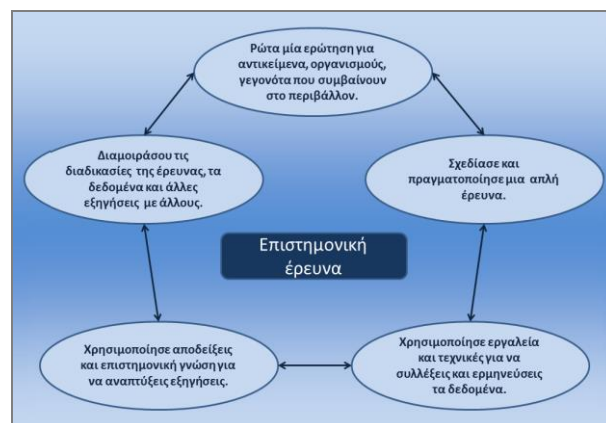 Ρώτα μία ερώτηση για
αντικείμενα, οργανισμούς,
γεγονότα που συμβαίνουν
στο περιβάλλον.
Διαμοιράσου τις
διαδικασίες της έρευνας, τα
δεδομένα και άλλες
εξηγήσεις με άλλους.
Σχεδίασε και
πραγματοποίησε μια απλή
έρευνα.
Επιστημονική
έρευνα
Χρησιμοποίησε αποδείξεις
και επιστημονική γνώση για
να αναπτύξεις εξηγήσεις.
Χρησιμοποίησε εργαλεία
και τεχνικές για να
συλλέξεις και ερμηνεύσεις
τα δεδομένα.